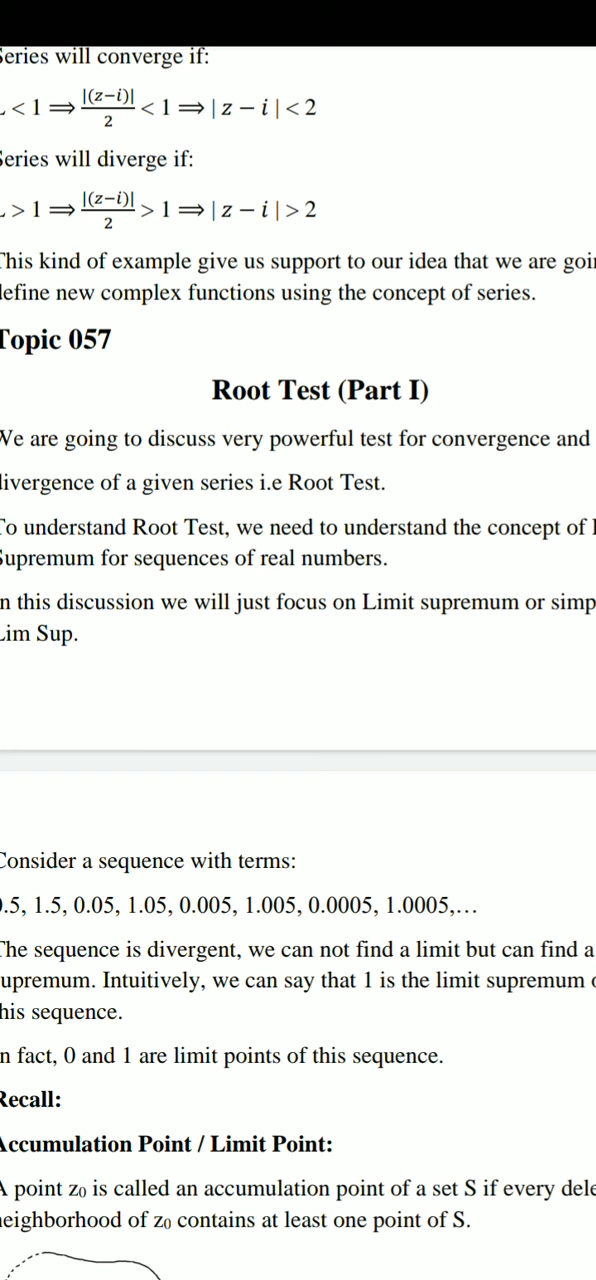 Series will converge if:
L < 1 ⟹ |(z−i)|/2 < 1 ⟹ | z − i | < 2
Series will diverge if:
L > 1 ⟹ |(z−i)|/2 > 1 ⟹ | z − i | > 2
This kind of example give us support to our idea that we are goin
define new complex functions using the concept of series.
Topic 057
Root Test (Part I)
We are going to discuss very powerful test for convergence and
divergence of a given series i.e Root Test.
To understand Root Test, we need to understand the concept of
Supremum for sequences of real numbers.
In this discussion we will just focus on Limit supremum or simp
Lim Sup.
Consider a sequence with terms:
0.5, 1.5, 0.05, 1.05, 0.005, 1.005, 0.0005, 1.0005,…
The sequence is divergent, we can not find a limit but can find a
supremum. Intuitively, we can say that 1 is the limit supremum
this sequence.
In fact, 0 and 1 are limit points of this sequence.
Recall:
Accumulation Point / Limit Point:
A point z₀ is called an accumulation point of a set S if every dele
neighborhood of z₀ contains at least one point of S.